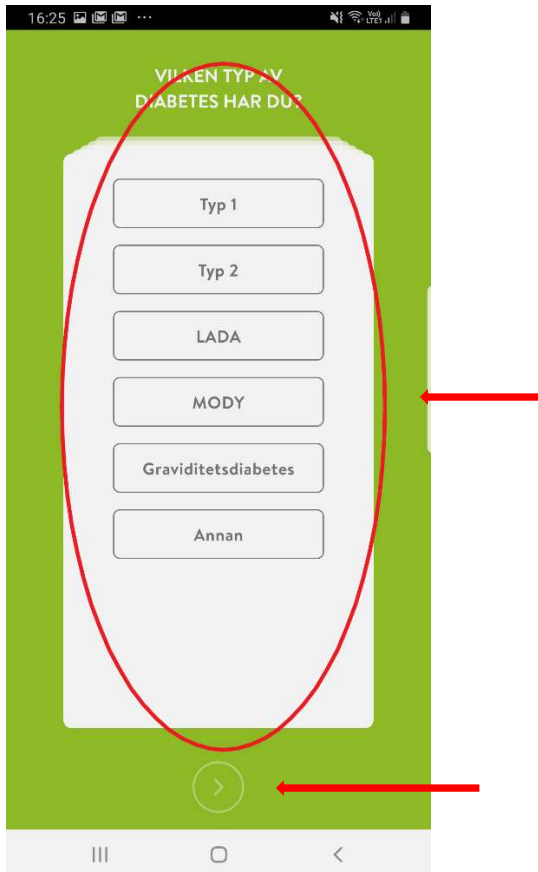 16:25
VILKEN TYP AV
DIABETES HAR DU?
Typ 1
Typ 2
LADA
MODY
Graviditetsdiabetes
Annan